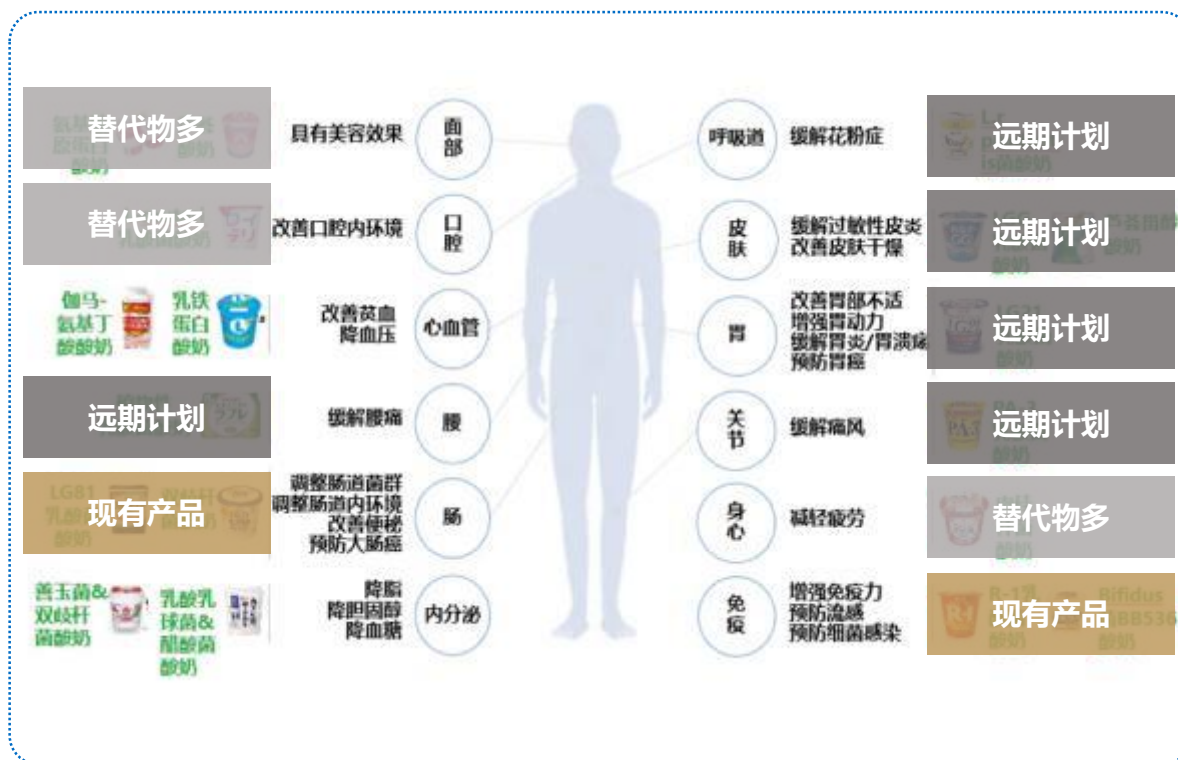 替代物多
具有美容效果
面
部
呼吸道
缓解花粉症
远期计划
替代物多
改善口腔内环境
口
腔
皮
肤
缓解过敏性皮炎
改善皮肤干燥
远期计划
伽马-
氨基丁
酸酸奶
乳铁
蛋白
酸奶
改善贫血
降血压
心血管
胃
改善胃部不适
增强胃动力
缓解胃炎/胃溃疡
预防胃癌
远期计划
远期计划
缓解腰痛
腰
关
节
缓解痛风
远期计划
现有产品
调整肠道菌群
调整肠道内环境
改善便秘
预防大肠癌
肠
身
心
减轻疲劳
替代物多
善玉菌&
双歧杆
菌酸奶
乳酸乳
球菌&
醋酸菌
酸奶
降脂
降胆固醇
降血糖
内分泌
免
疫
增强免疫力
预防流感
预防细菌感染
现有产品